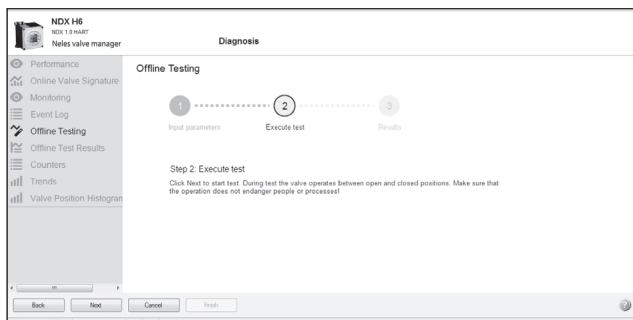 NDX H6
NDX 1.0 HART
Neles valve manager
Diagnosis
Performance
Online Valve Signature
Monitoring
Event Log
Offline Testing
Offline Test Results
Counters
Trends
Valve Position Histogran
Offline Testing
1
2
3
Input parameters
Execute test
Results
Step 2: Execute test
Click Next to start test. During test the valve operates between open and closed positions. Make sure that
the operation does not endanger people or processes!
Back
Next
Cancel
Finish
?